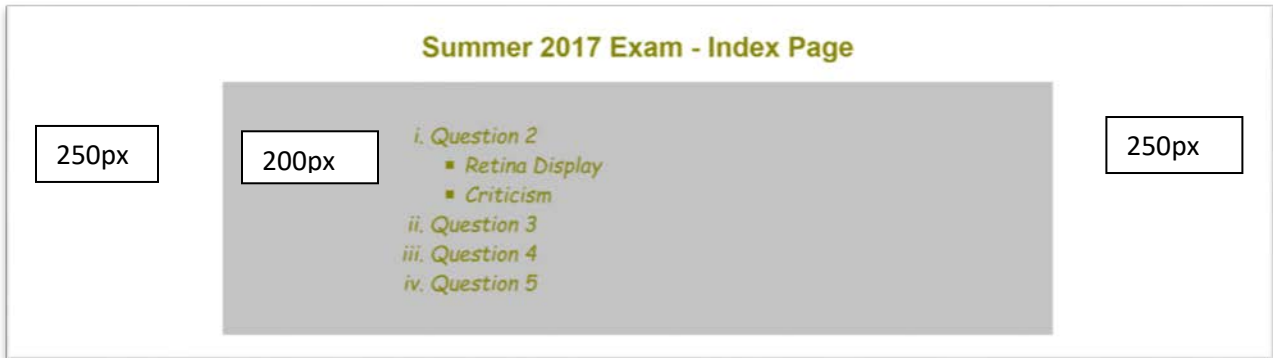 Summer 2017 Exam - Index Page
250px
200px
250px
i. Question 2
▪ Retina Display
▪ Criticism
ii. Question 3
iii. Question 4
iv. Question 5